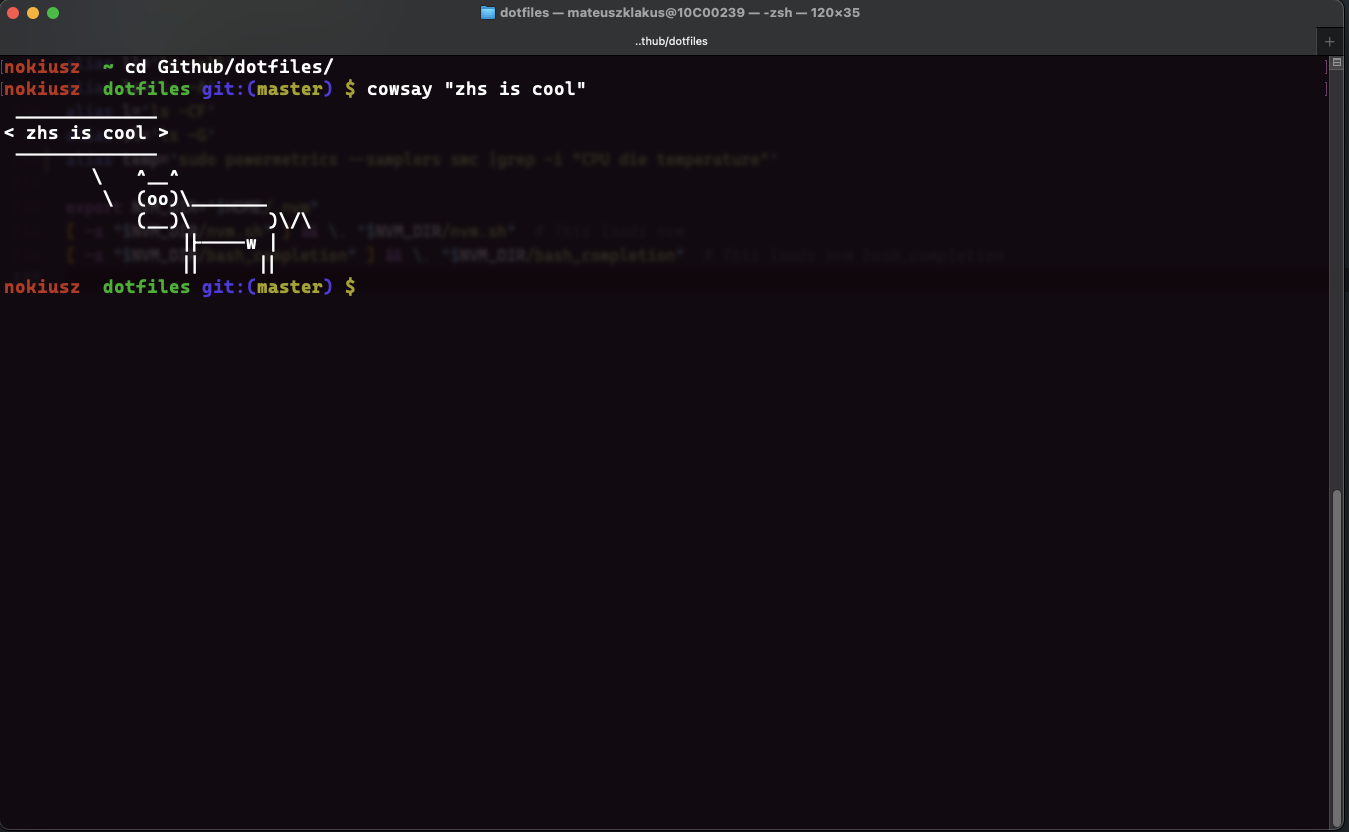 dotfiles — mateuszklakus@10C00239 — -zsh — 120×35
..thub/dotfiles
nokiusz  ~ cd Github/dotfiles/
nokiusz  dotfiles git:(master) $ cowsay "zhs is cool"
 _____________
< zhs is cool >
 -------------
        \   ^__^
         \  (oo)\_______
            (__)\       )\/\
                ||----w |
                ||     ||
nokiusz  dotfiles git:(master) $